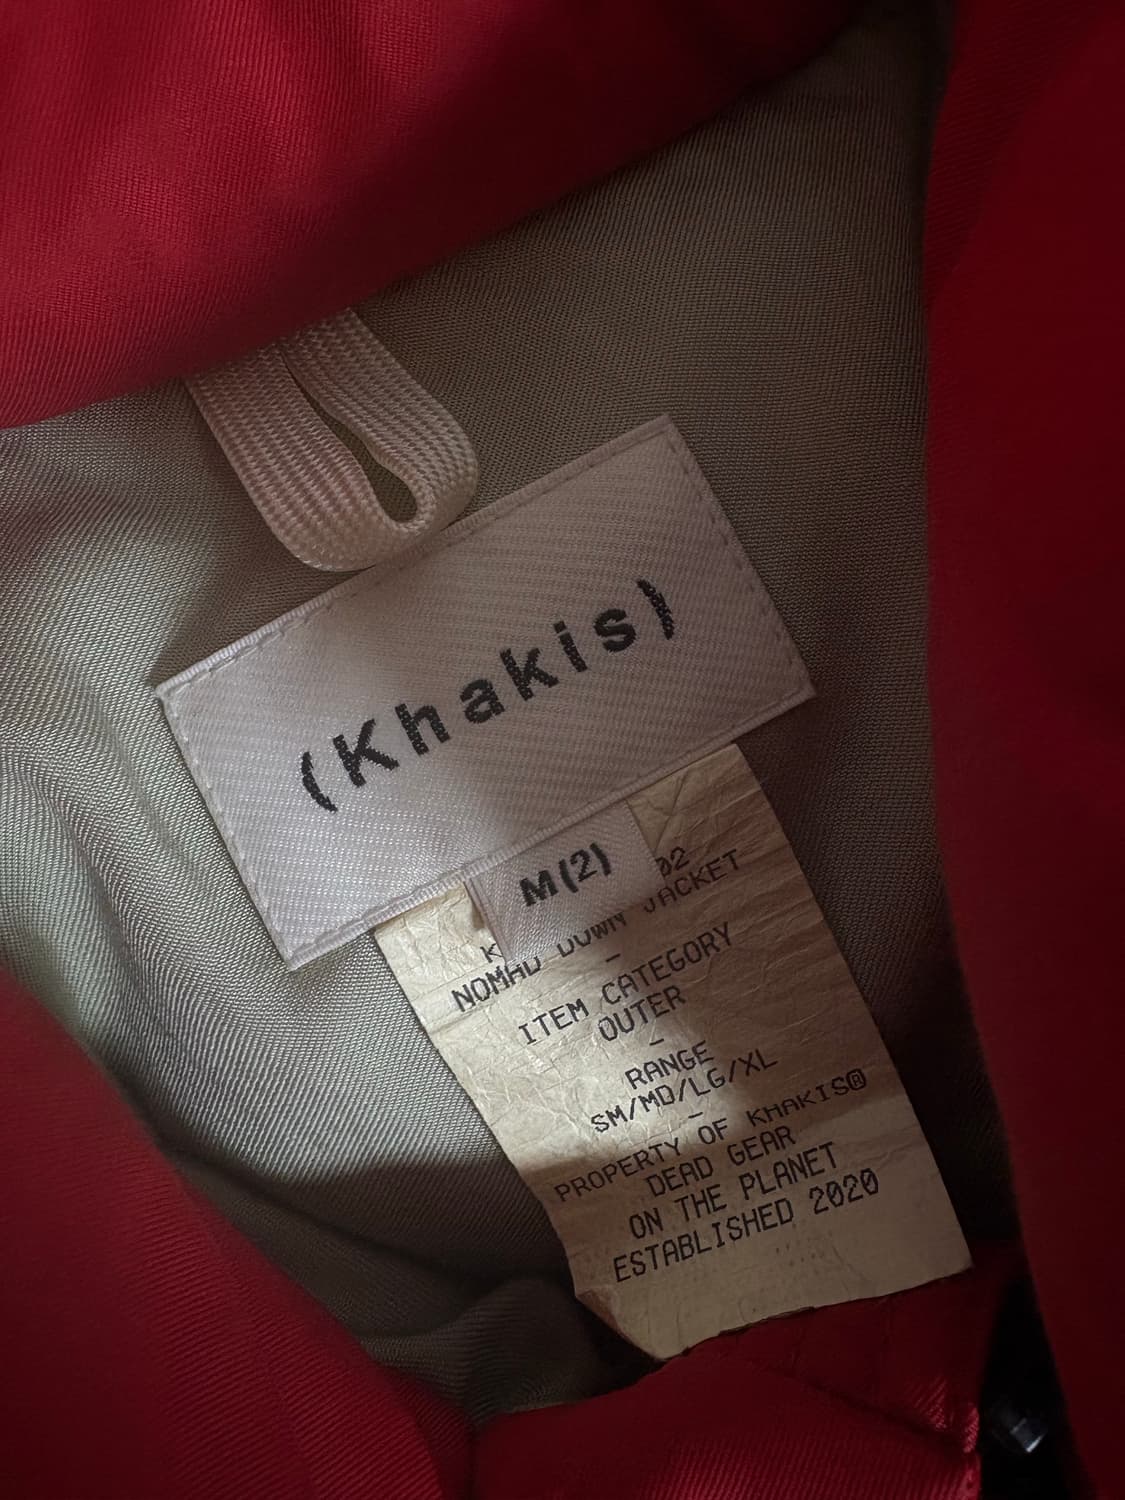 (Khakis)
M(2)
02
NOMAD DOWN JACKET
-
ITEM CATEGORY
OUTER
-
RANGE
SM/MD/LG/XL
-
PROPERTY OF KHAKIS®
DEAD GEAR
ON THE PLANET
ESTABLISHED 2020